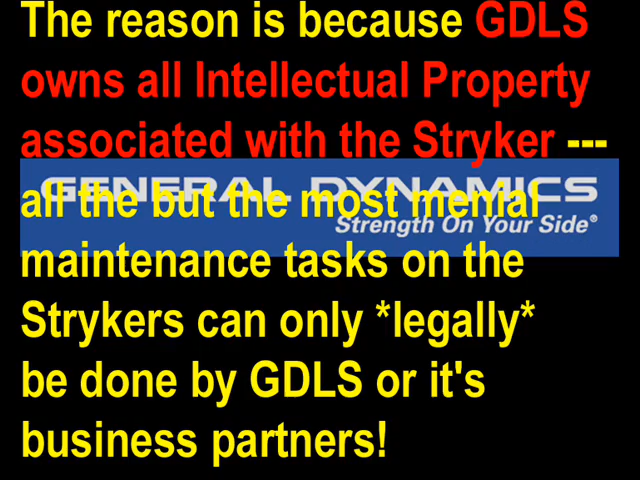 The reason is because GDLS
owns all Intellectual Property
associated with the Stryker ---
GENERAL DYNAMICS
all the but the most menial
Strength On Your Side®
maintenance tasks on the
Strykers can only *legally*
be done by GDLS or it's
business partners!